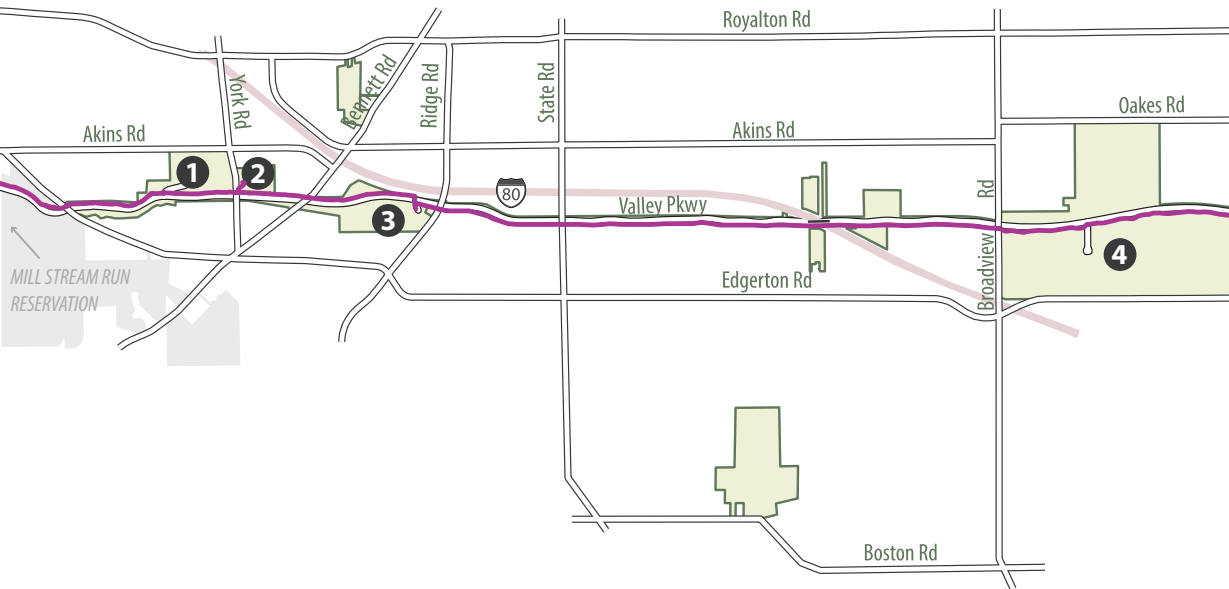 Royalton Rd
Bennett Rd
York Rd
Ridge Rd
State Rd
Oakes Rd
Akins Rd
Akins Rd
1
2
80
Rd
Valley Pkwy
3
4
Broadview
MILL STREAM RUN
RESERVATION
Edgerton Rd
Boston Rd